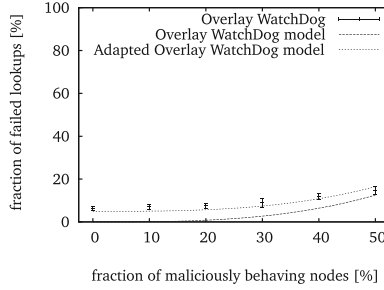 fraction of failed lookups [%]
100
80
60
40
20
0
Overlay WatchDog
Overlay WatchDog model
Adapted Overlay WatchDog model
0 10 20 30 40 50
fraction of maliciously behaving nodes [%]